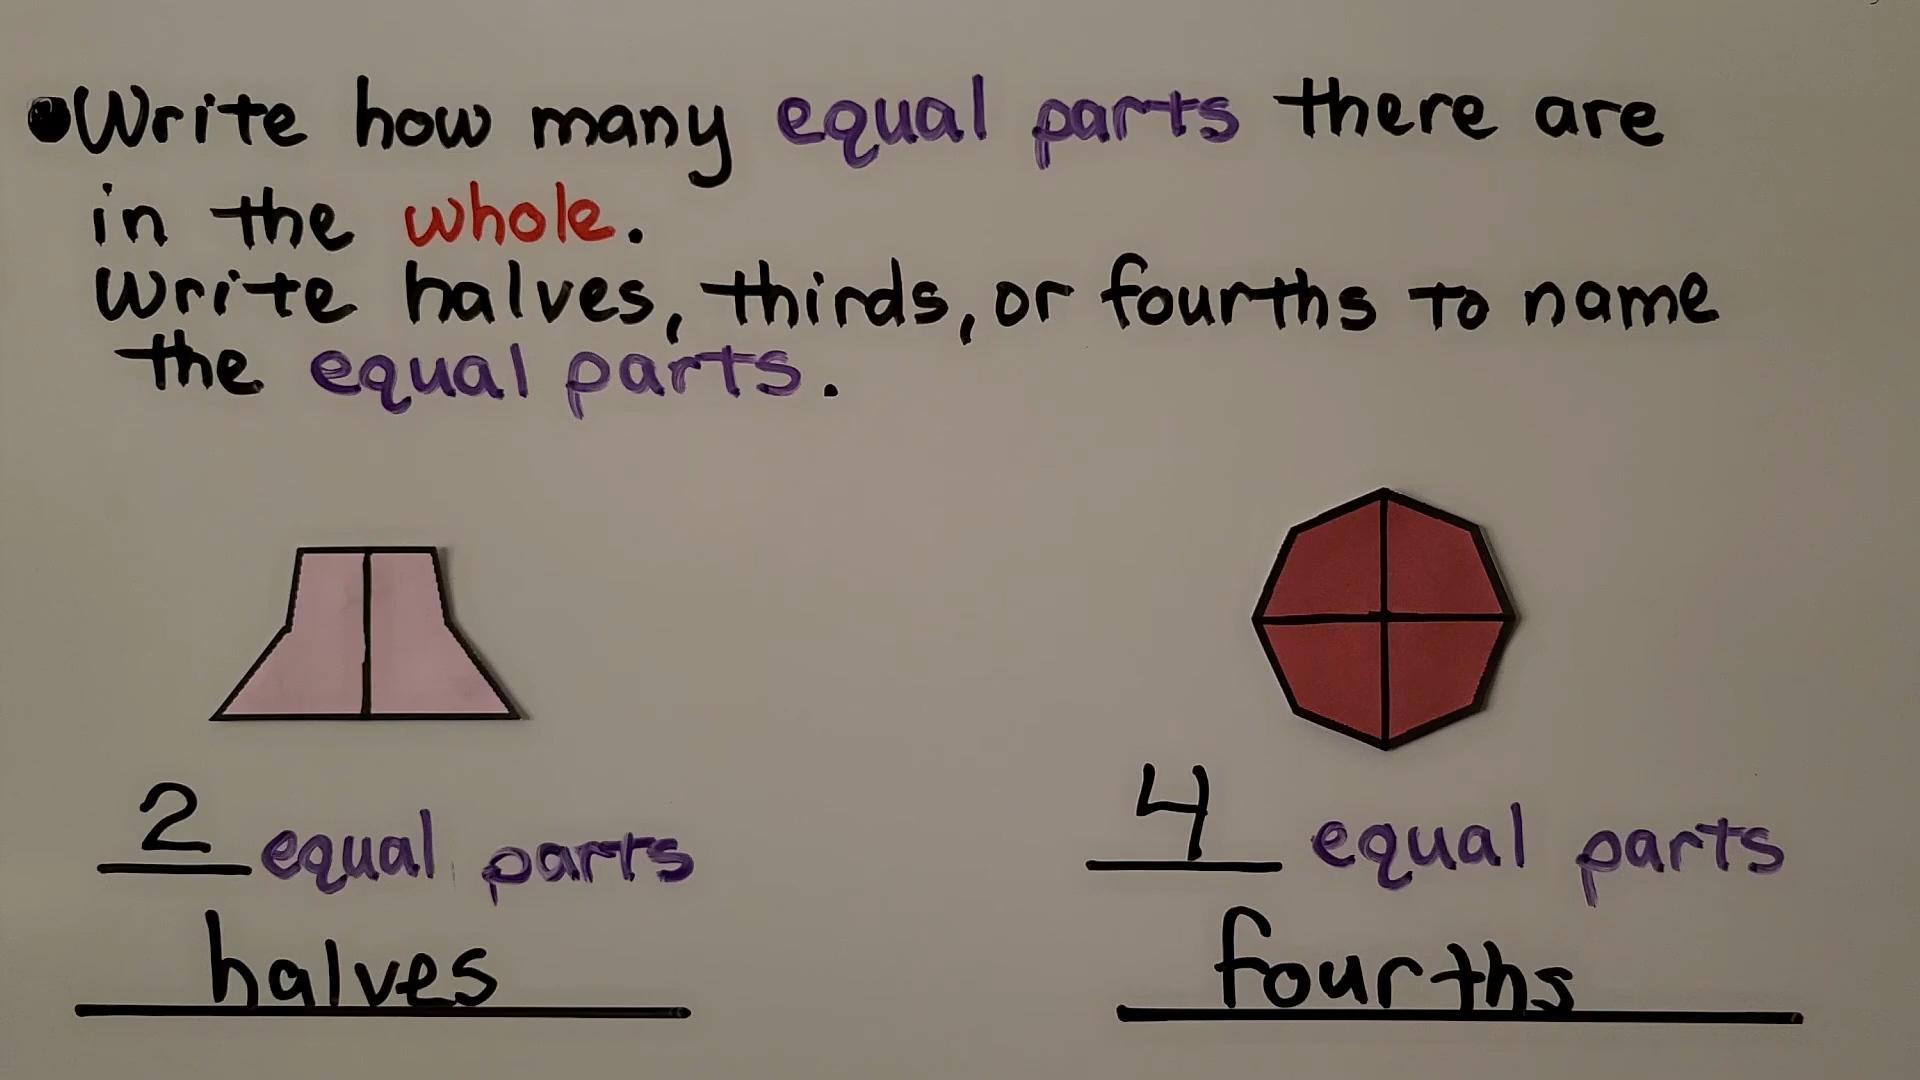 •Write how many equal parts there are
in the whole.
Write halves, thirds, or fourths to name
the equal parts.
2 equal parts
halves
4 equal parts
fourths